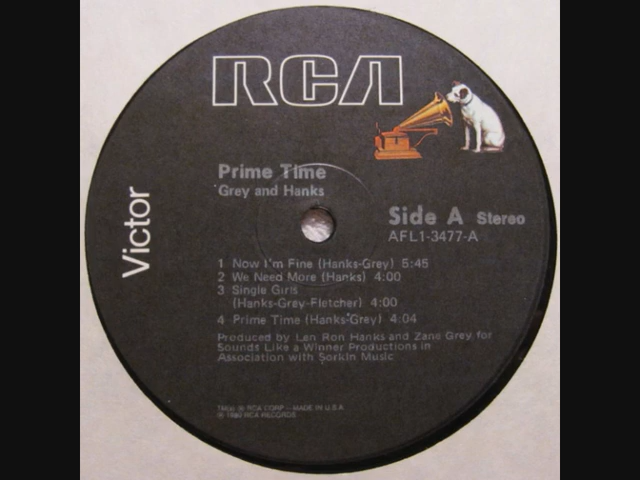 RCA
Prime Time
Grey and Hanks
Victor
Side A Stereo
AFL1-3477-A
1 Now I'm Fine (Hanks-Grey) 5:45
2 We Need More (Hanks) 4:00
3 Single Girls
(Hanks-Grey-Fletcher) 4:00
4 Prime Time (Hanks-Grey) 4:04
Produced by Len Ron Hanks and Zane Grey for
Sounds Like a Winner Productions in
Association with Sorkin Music
TMK(s) ® RCA CORP – MADE IN U.S.A
℗ 1980 RCA RECORDS